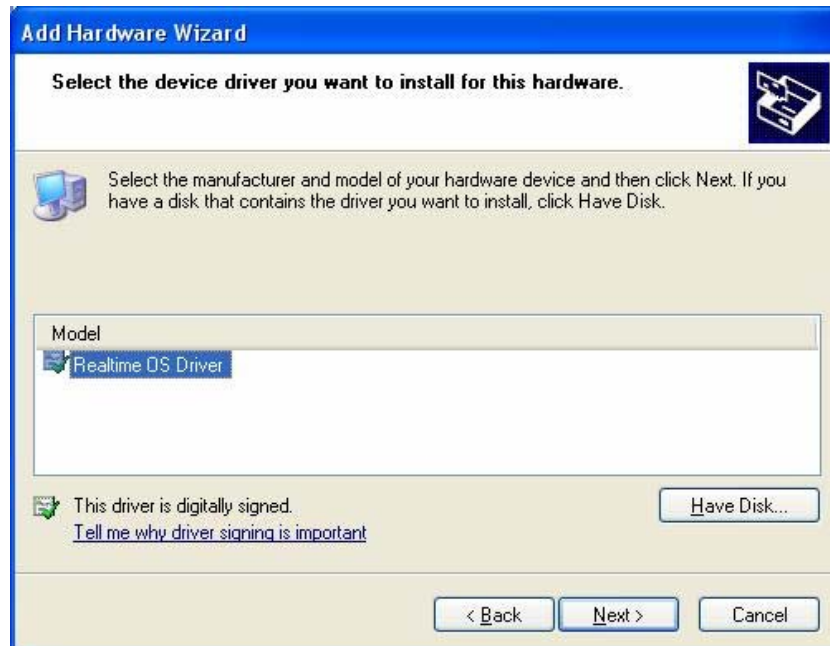 Add Hardware Wizard
Select the device driver you want to install for this hardware.
Select the manufacturer and model of your hardware device and then click Next. If you
have a disk that contains the driver you want to install, click Have Disk.
Model
Realtime OS Driver
This driver is digitally signed.
Tell me why driver signing is important
Have Disk...
< Back
Next >
Cancel